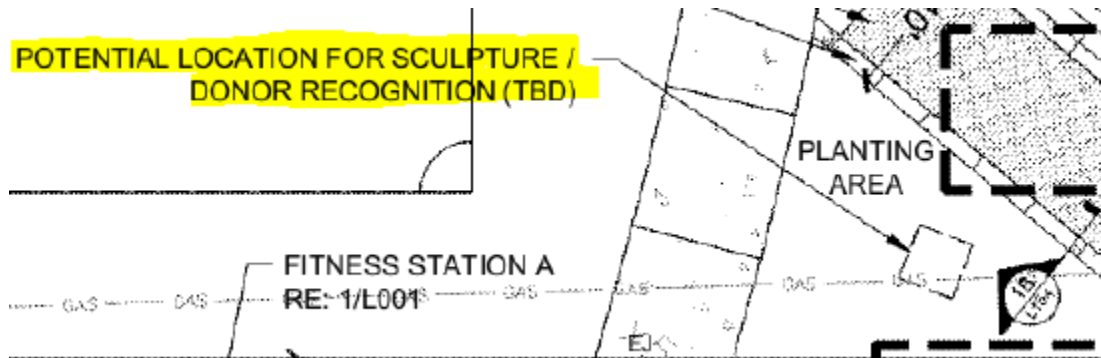 POTENTIAL LOCATION FOR SCULPTURE /
DONOR RECOGNITION (TBD)
PLANTING
AREA
FITNESS STATION A
RE: 1/L001
GAS GAS GAS GAS GAS GAS
EJ